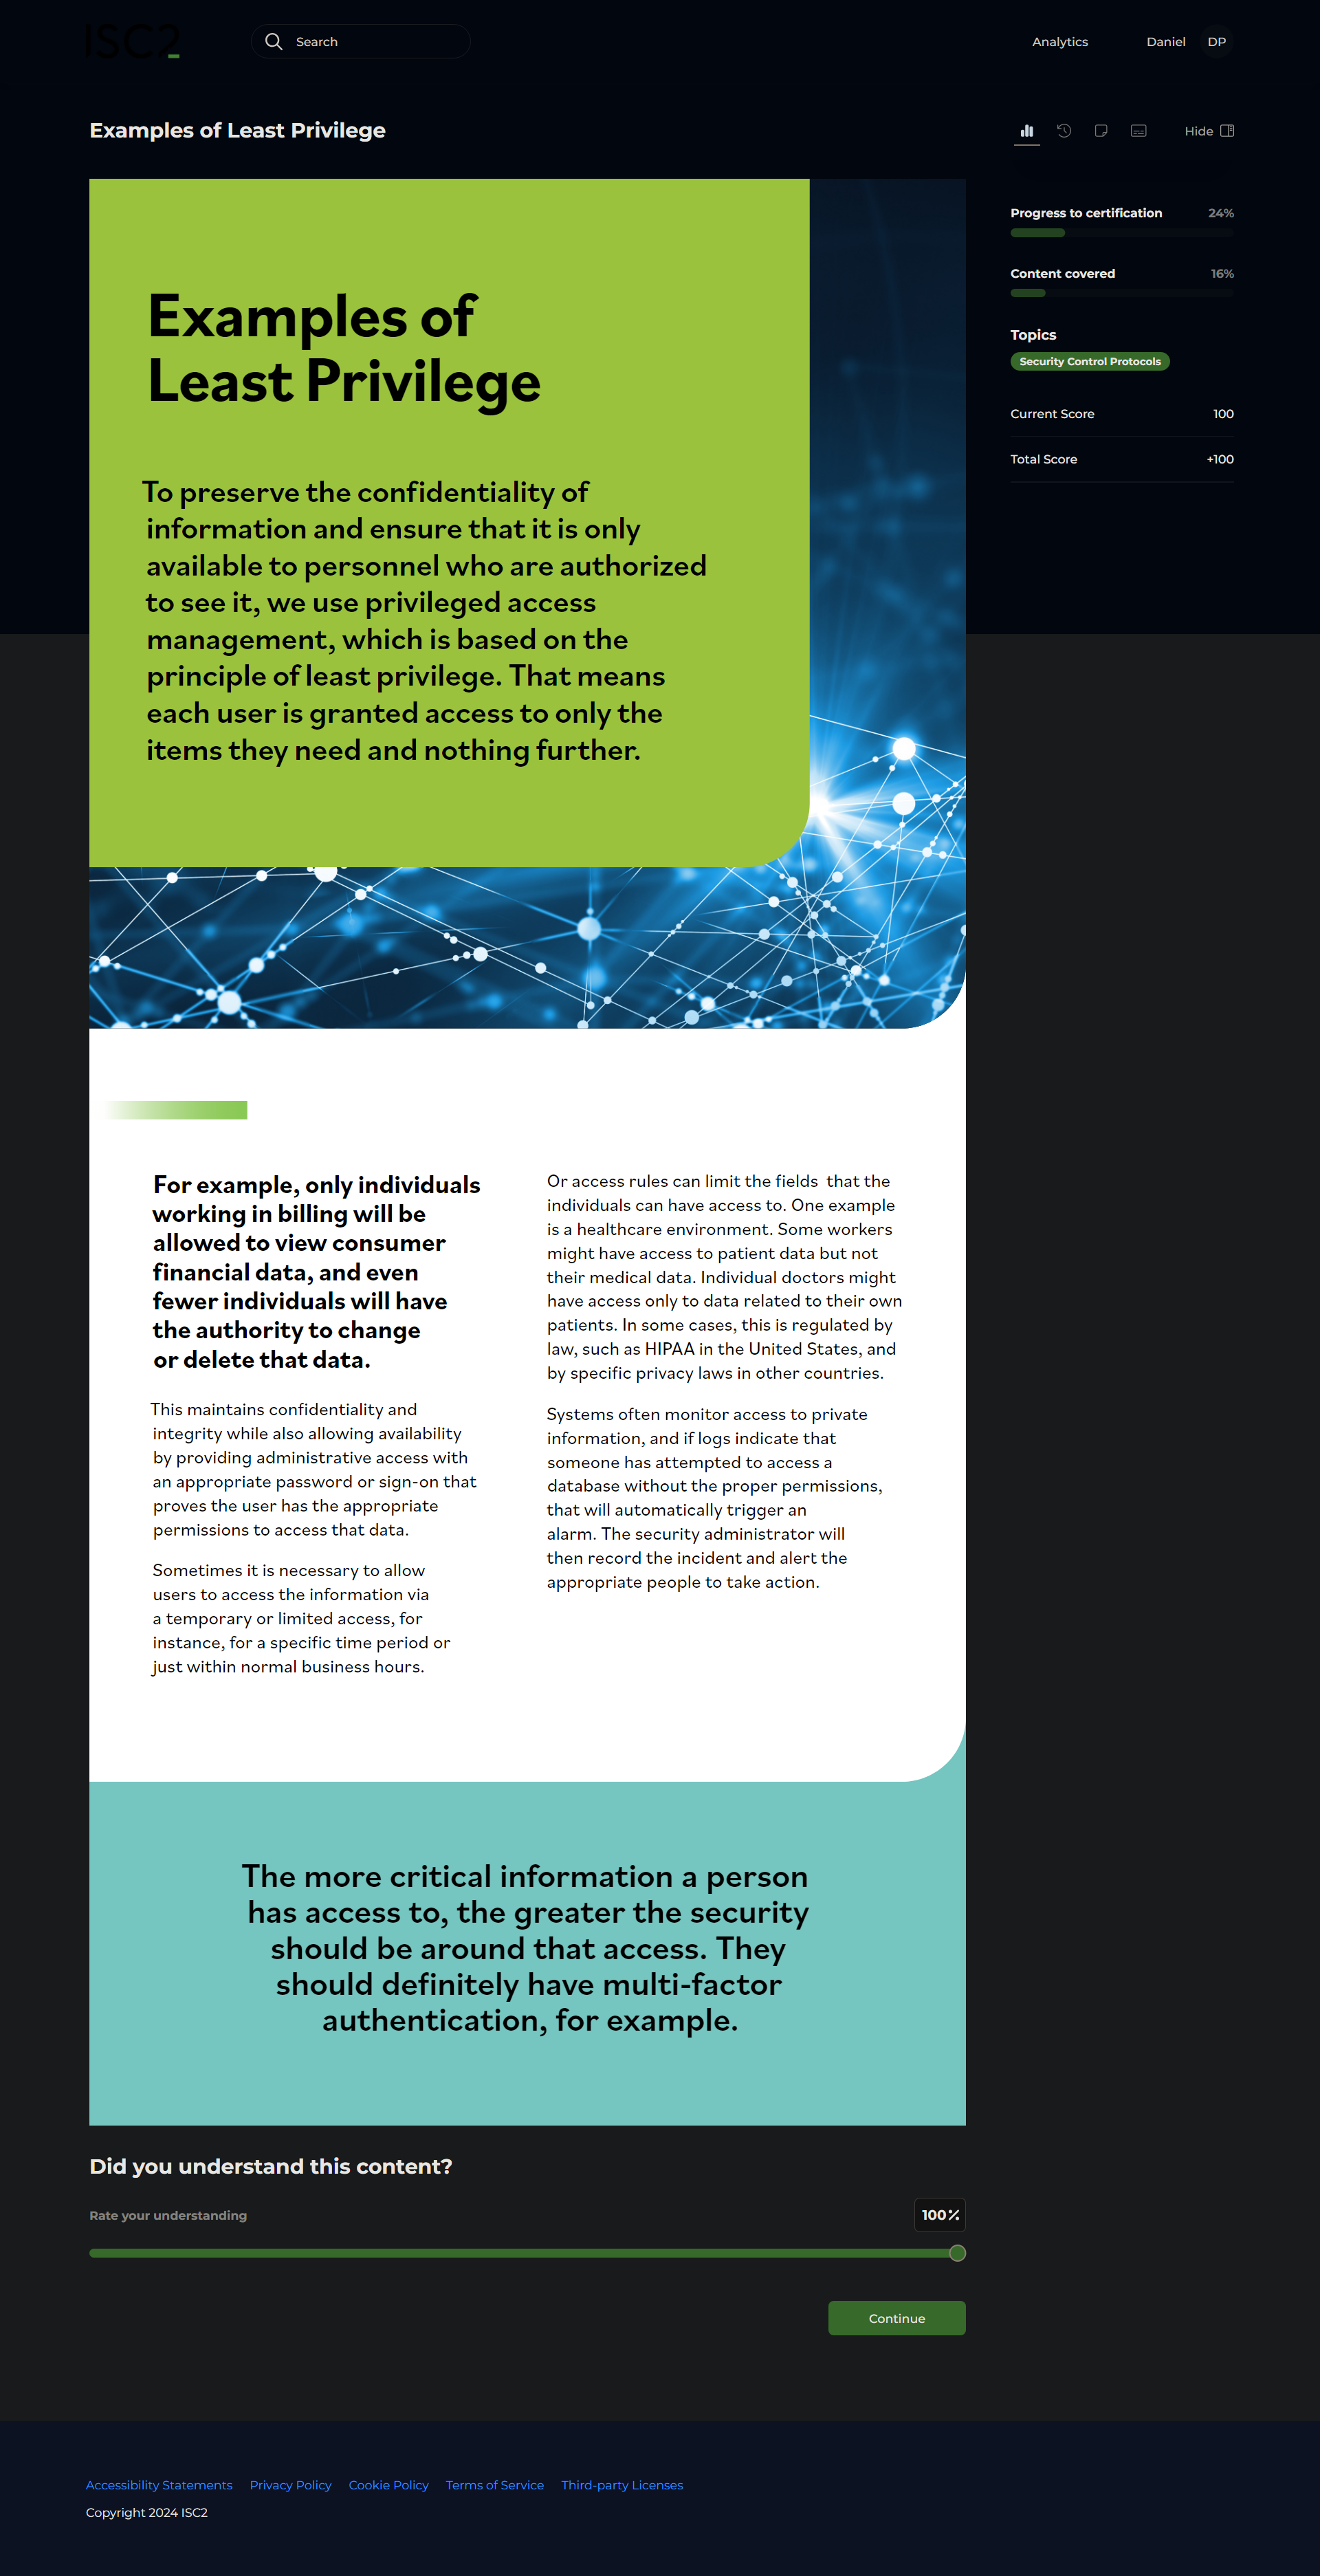 ISC2
Search
Analytics
Daniel
DP
Examples of Least Privilege
Hide
Progress to certification 24%
Content covered 16%
Topics
Security Control Protocols
Current Score 100
Total Score +100
Examples of
Least Privilege
To preserve the confidentiality of
information and ensure that it is only
available to personnel who are authorized
to see it, we use privileged access
management, which is based on the
principle of least privilege. That means
each user is granted access to only the
items they need and nothing further.
For example, only individuals
working in billing will be
allowed to view consumer
financial data, and even
fewer individuals will have
the authority to change
or delete that data.
This maintains confidentiality and
integrity while also allowing availability
by providing administrative access with
an appropriate password or sign-on that
proves the user has the appropriate
permissions to access that data.
Sometimes it is necessary to allow
users to access the information via
a temporary or limited access, for
instance, for a specific time period or
just within normal business hours.
Or access rules can limit the fields that the
individuals can have access to. One example
is a healthcare environment. Some workers
might have access to patient data but not
their medical data. Individual doctors might
have access only to data related to their own
patients. In some cases, this is regulated by
law, such as HIPAA in the United States, and
by specific privacy laws in other countries.
Systems often monitor access to private
information, and if logs indicate that
someone has attempted to access a
database without the proper permissions,
that will automatically trigger an
alarm. The security administrator will
then record the incident and alert the
appropriate people to take action.
The more critical information a person
has access to, the greater the security
should be around that access. They
should definitely have multi-factor
authentication, for example.
Did you understand this content?
Rate your understanding
100%
Continue
Accessibility Statements Privacy Policy Cookie Policy Terms of Service Third-party Licenses
Copyright 2024 ISC2